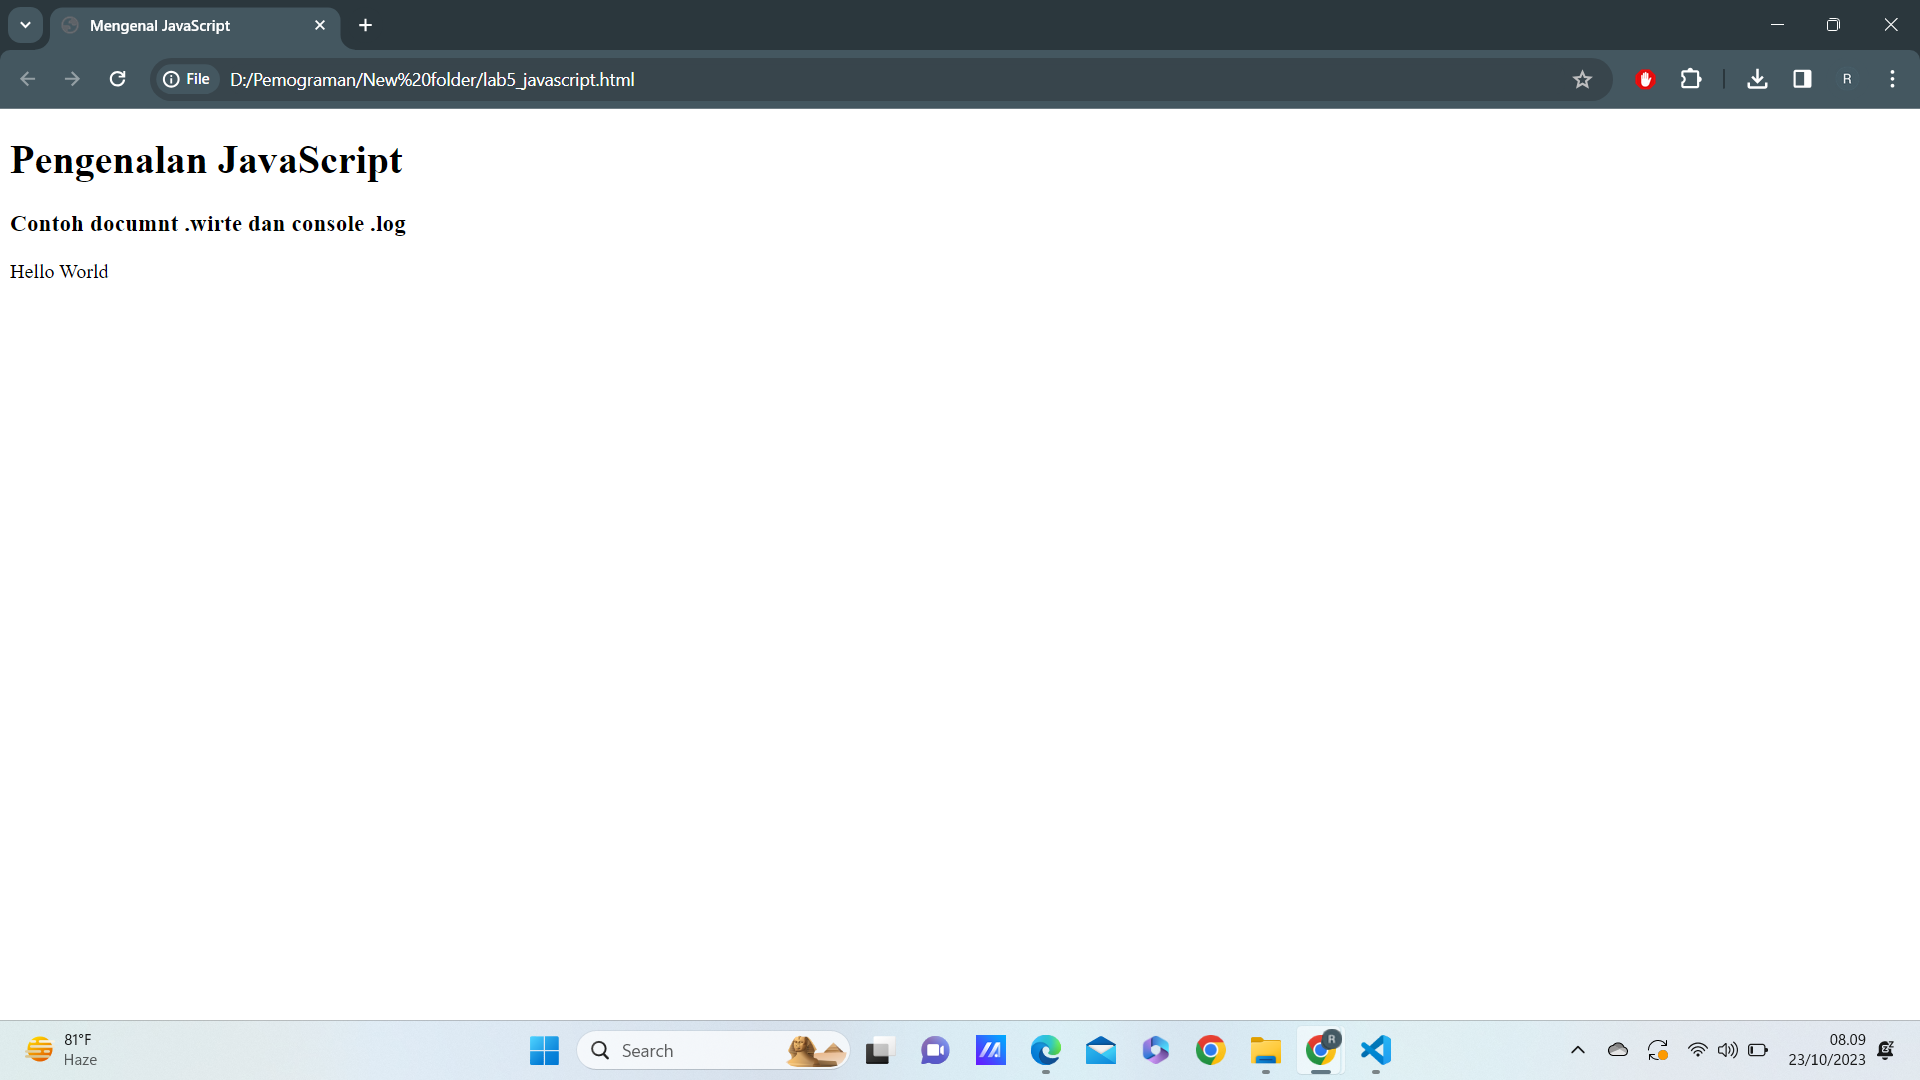 Mengenal JavaScript
File
D:/Pemograman/New%20folder/lab5_javascript.html
R
Pengenalan JavaScript
Contoh documnt .wirte dan console .log
Hello World
81°F
Haze
Search
R
08.09
23/10/2023